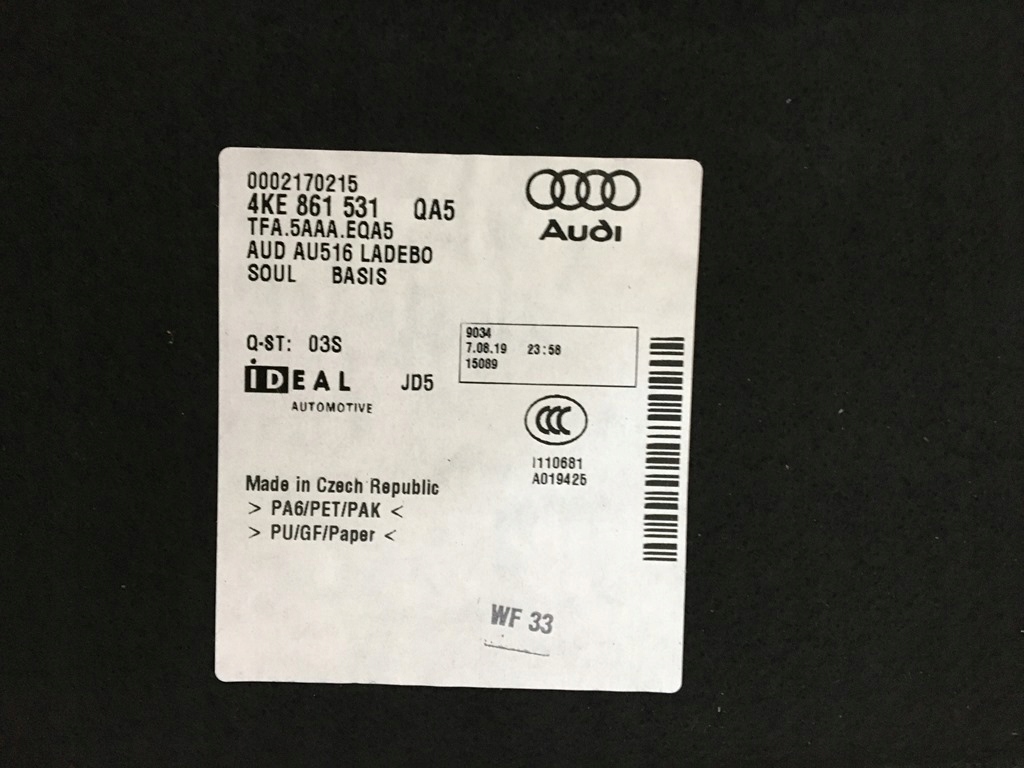 0002170215
4KE 861 531 QA5
TFA.5AAA.EQA5
AUD AU516 LADEBO
SOUL BASIS
Audi
Q-ST: 03S
9034
7.08.19 23:58
15089
iDEAL JD5
AUTOMOTIVE
CCC
I110681
A019425
Made in Czech Republic
> PA6/PET/PAK <
> PU/GF/Paper <
WF 33